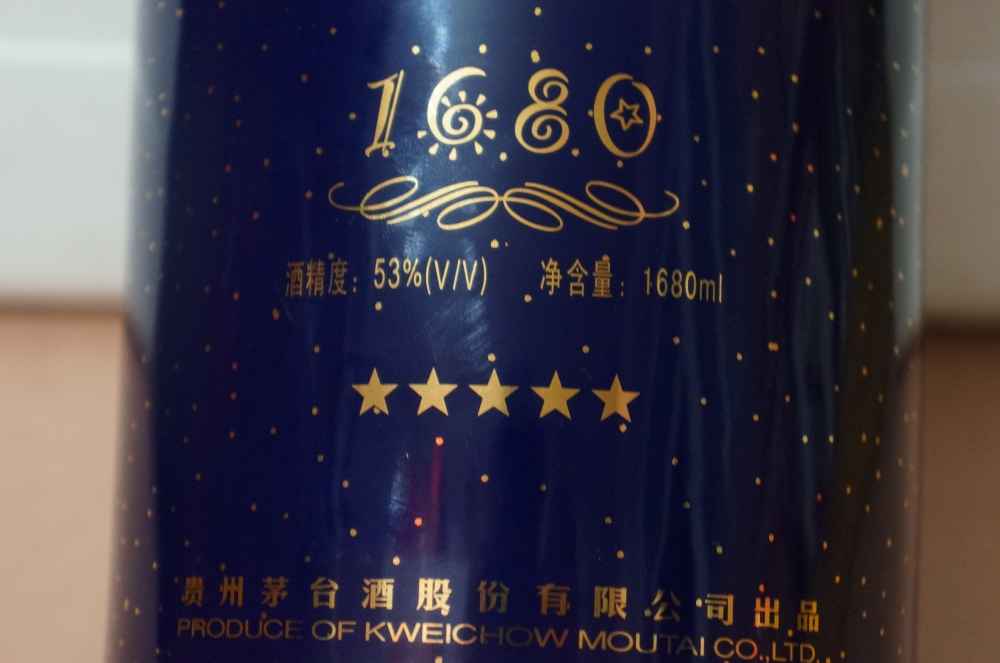 1680
酒精度：53%(V/V) 净含量：1680ml
贵州茅台酒股份有限公司出品
PRODUCE OF KWEICHOW MOUTAI CO.,LTD.